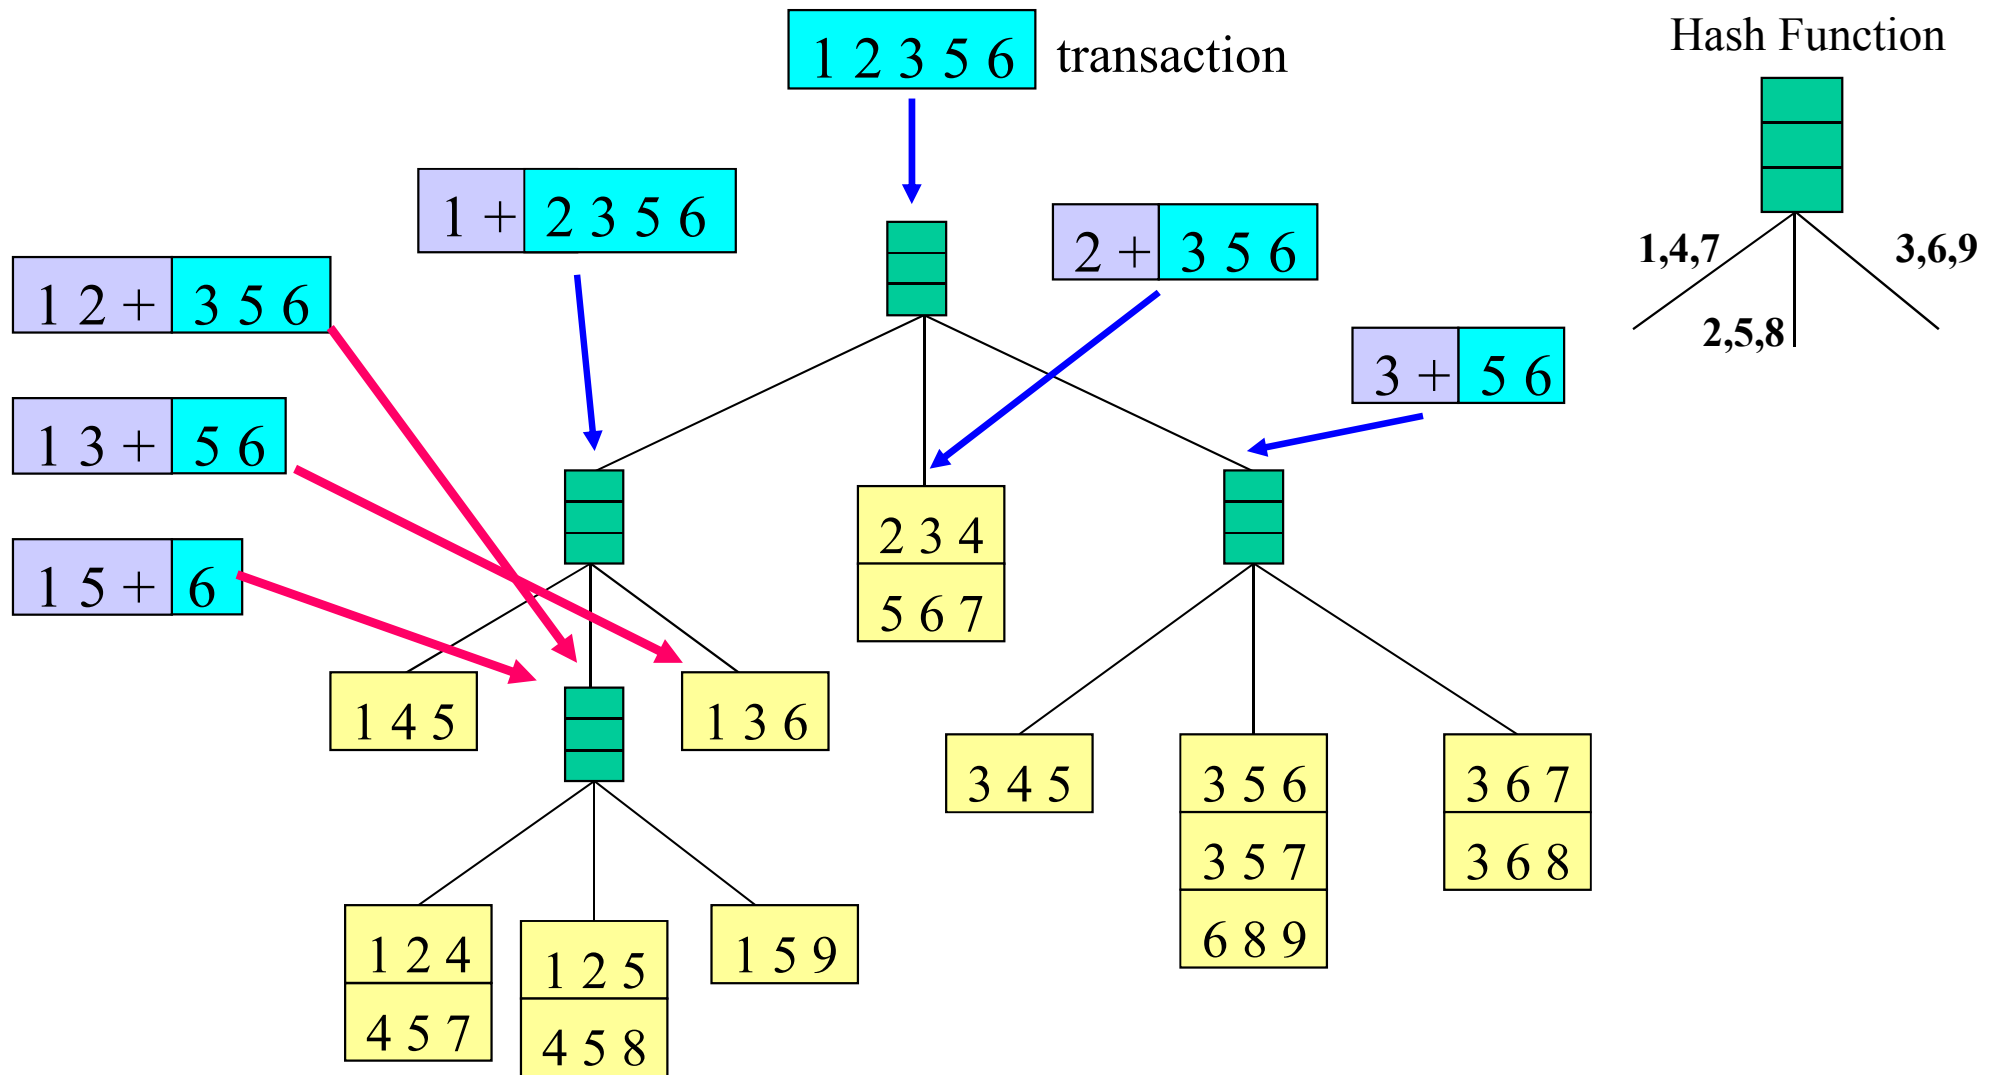 1 2 3 5 6 transaction
Hash Function
1 + 2 3 5 6
2 + 3 5 6
1,4,7
3,6,9
2,5,8
1 2 + 3 5 6
3 + 5 6
1 3 + 5 6
1 5 + 6
2 3 4
5 6 7
1 4 5
1 3 6
3 4 5
3 5 6
3 5 7
6 8 9
3 6 7
3 6 8
1 2 4
4 5 7
1 2 5
4 5 8
1 5 9